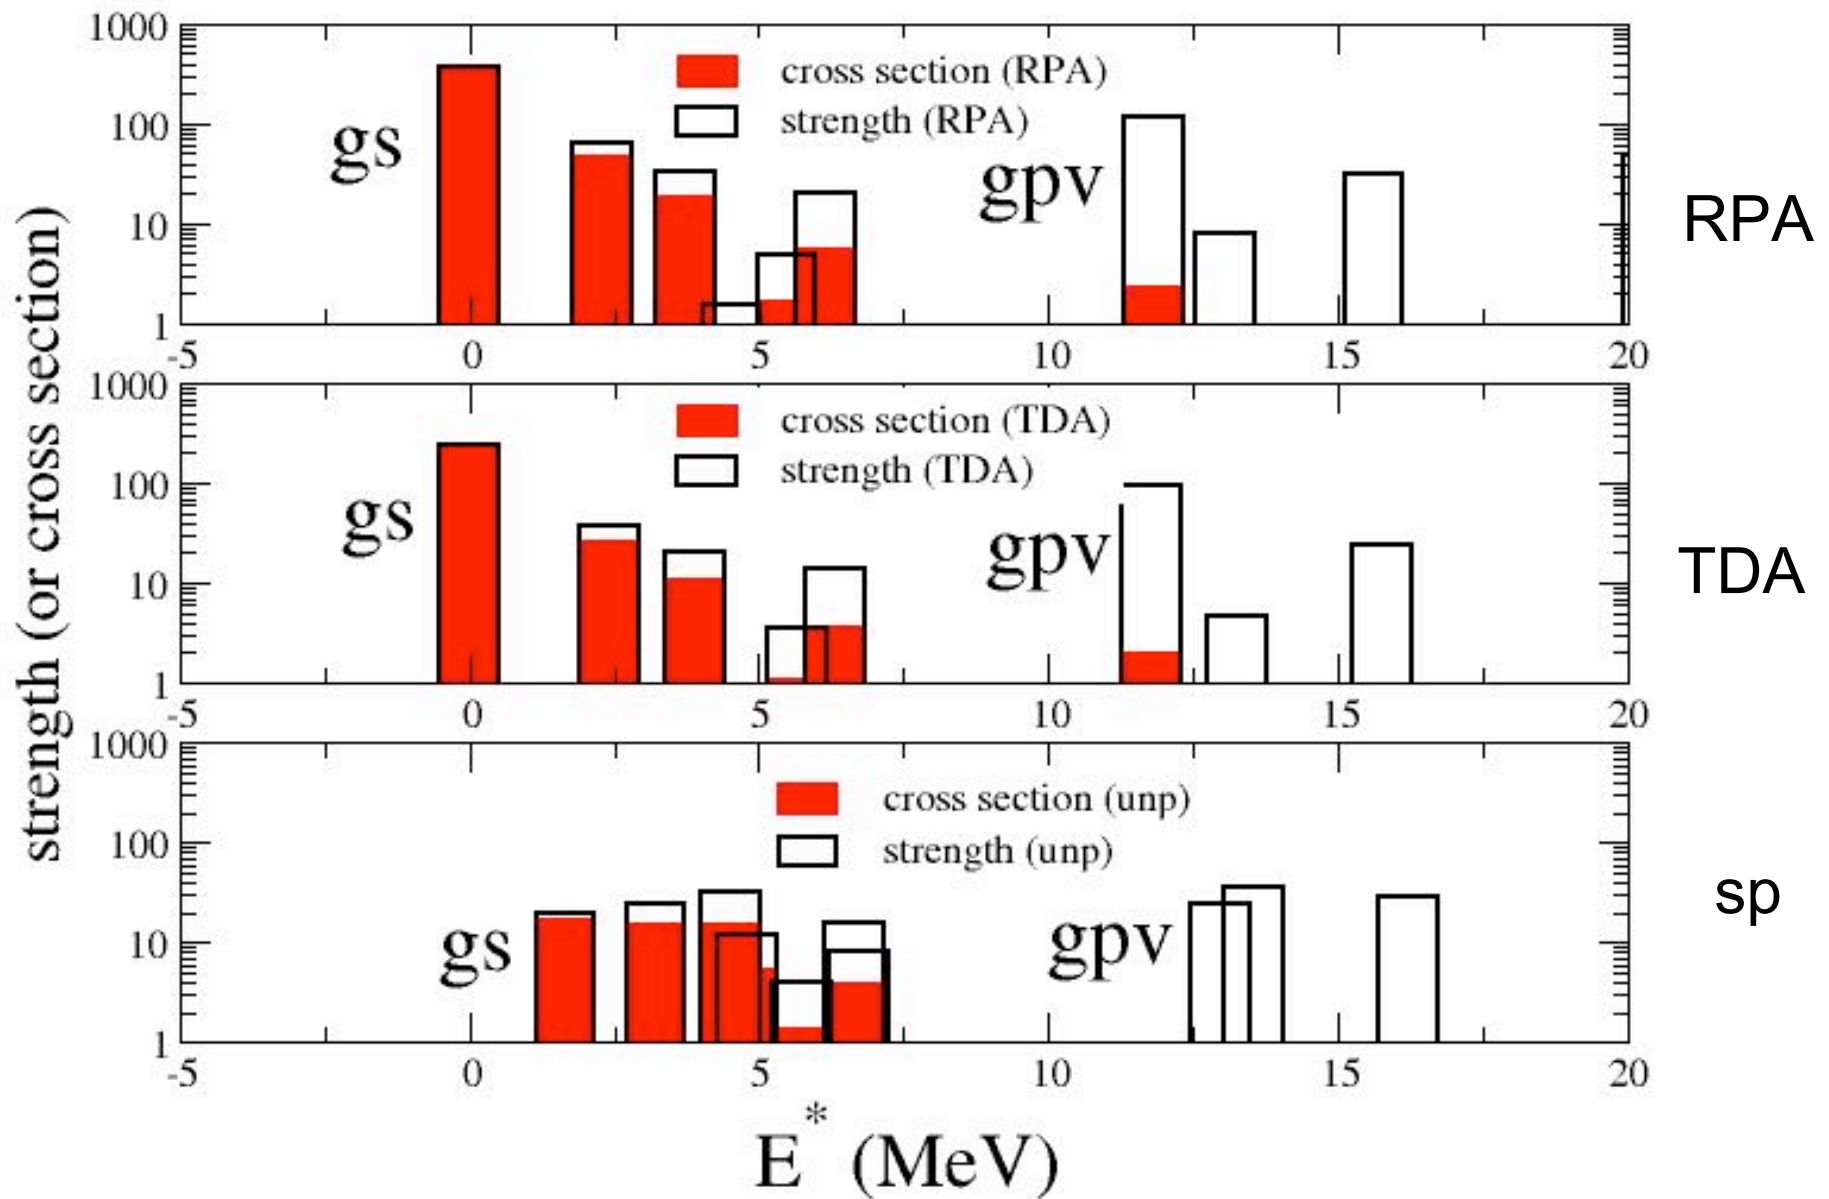 strength (or cross section)
1000
100
10
1
cross section (RPA)
strength (RPA)
gs
gpv
RPA
-5 0 5 10 15 20
1000
100
10
1
cross section (TDA)
strength (TDA)
gs
gpv
TDA
-5 0 5 10 15 20
1000
100
10
1
cross section (unp)
strength (unp)
gs
gpv
sp
-5 0 5 10 15 20
E* (MeV)